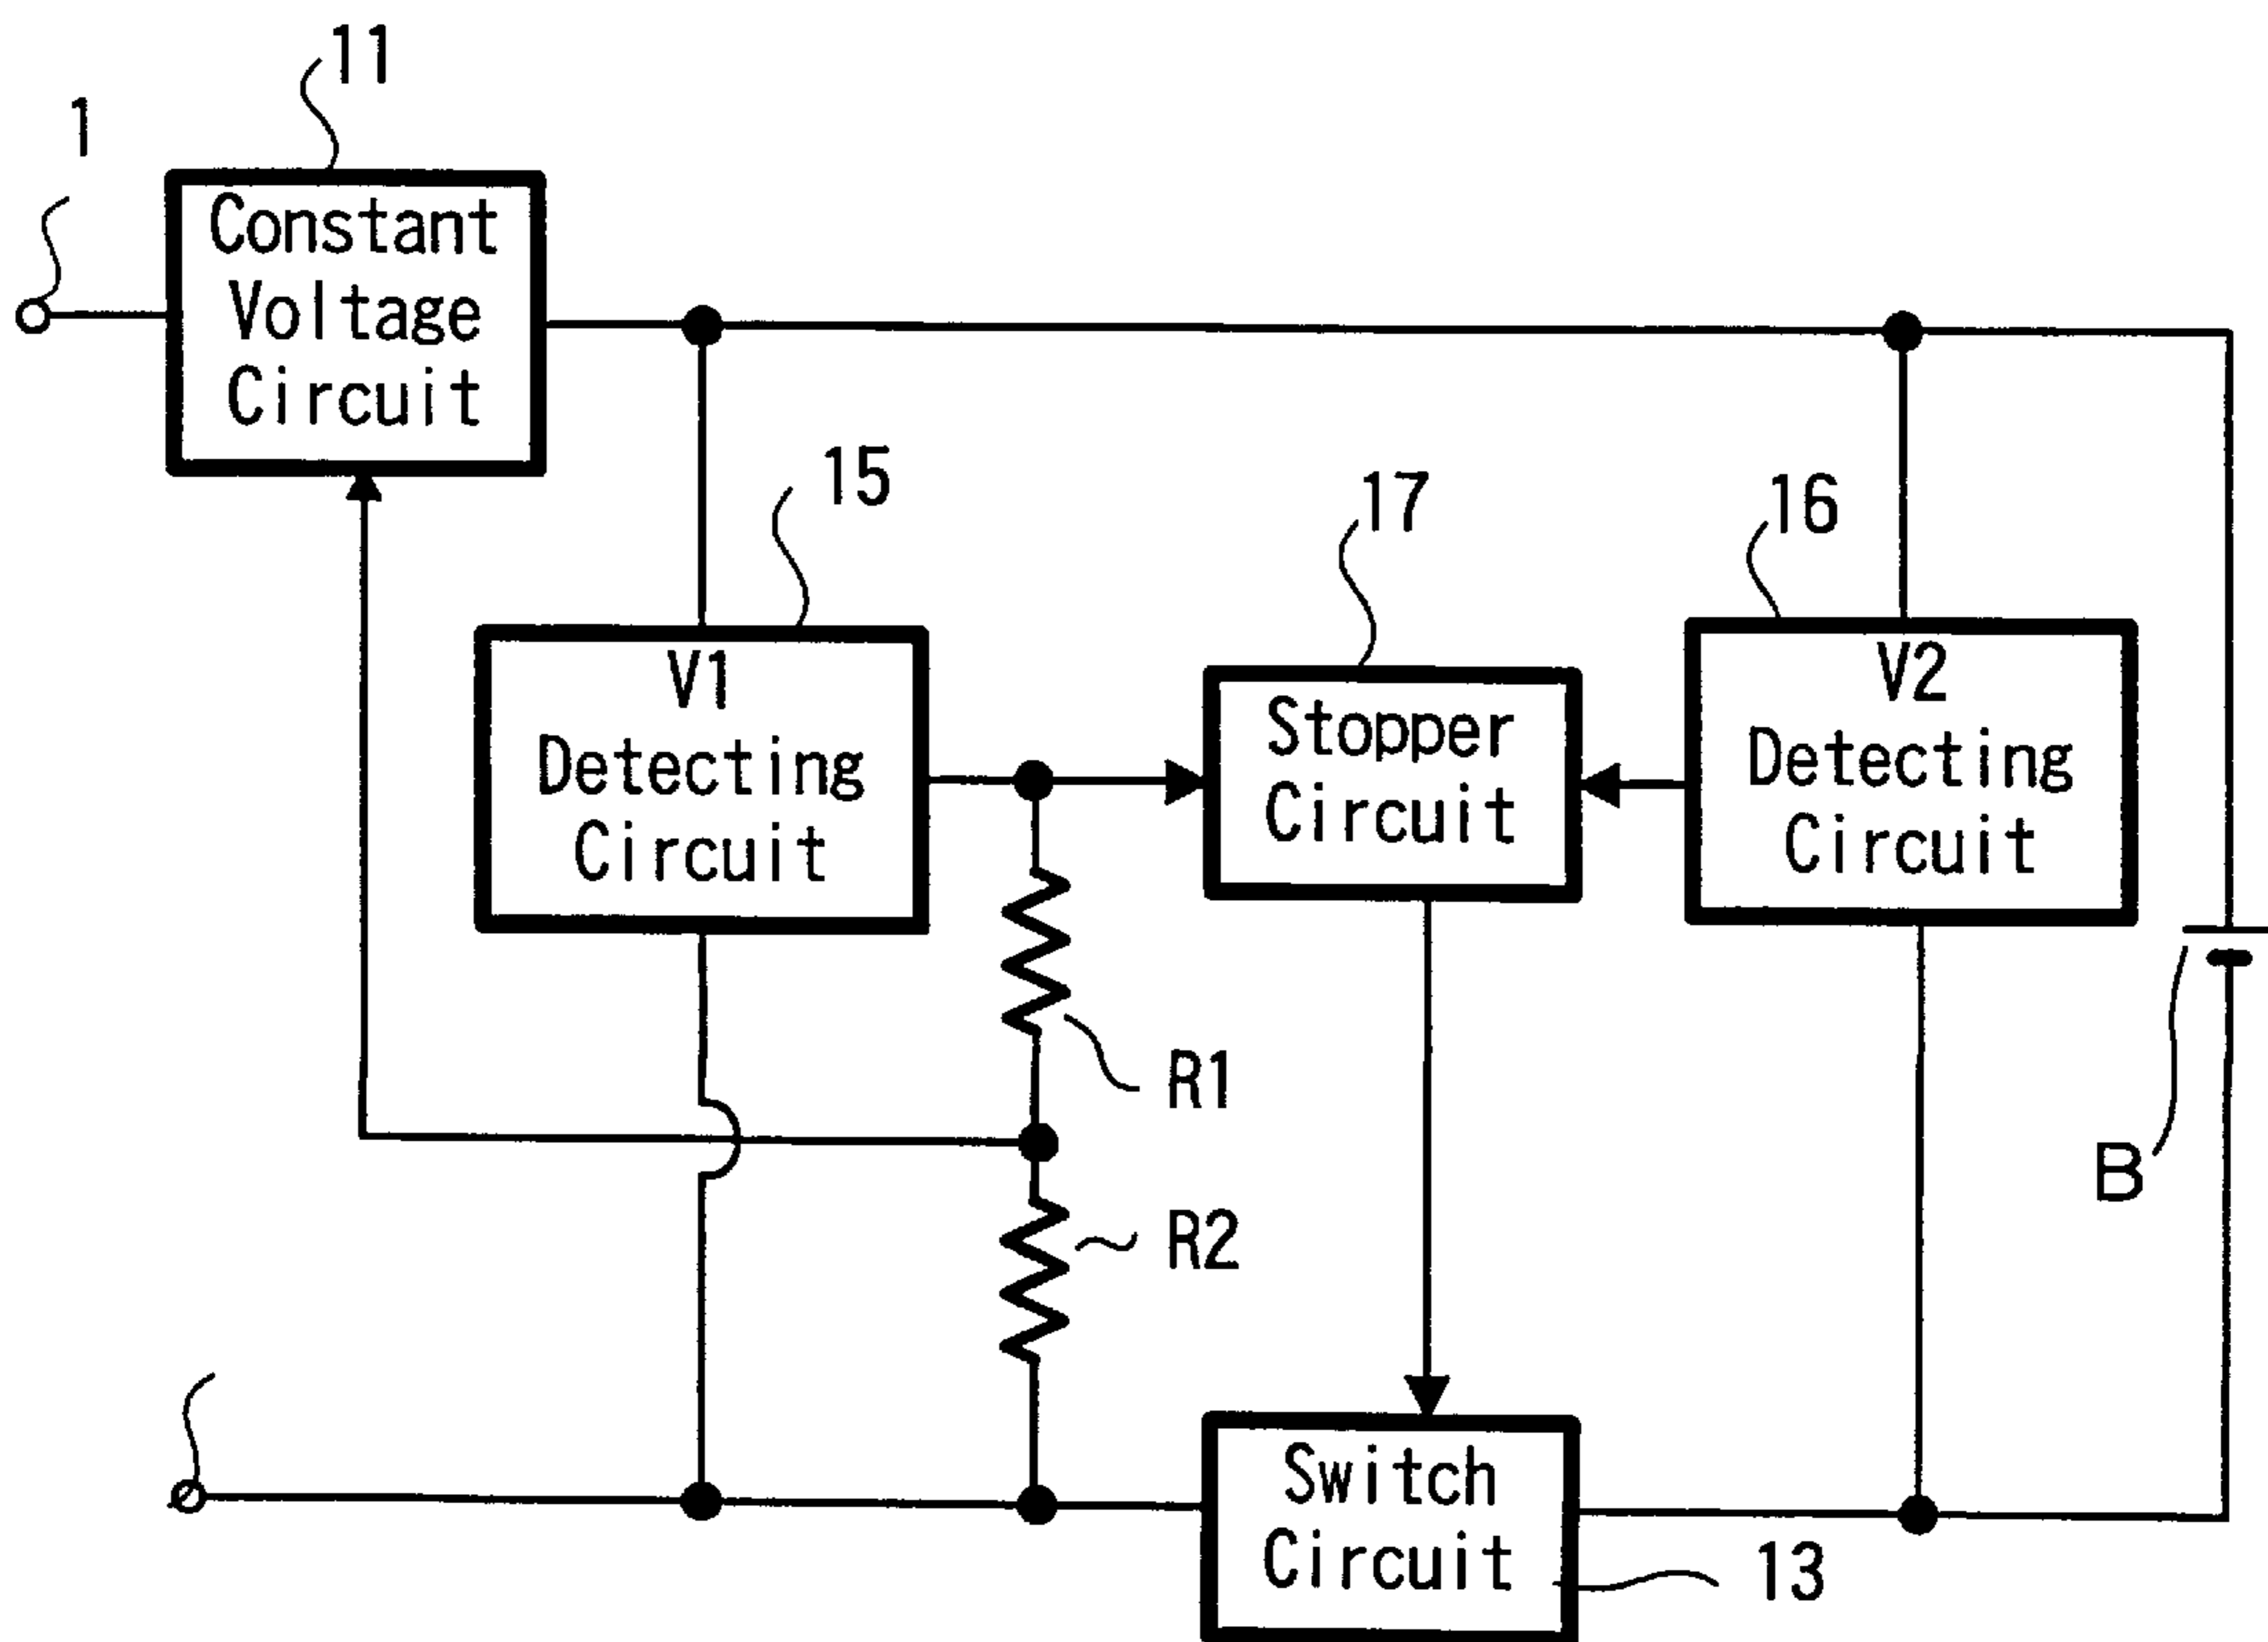 11
1
Constant
Voltage
Circuit
15
17
16
V1
Detecting
Circuit
Stopper
Circuit
V2
Detecting
Circuit
R1
B
R2
Switch
Circuit
13